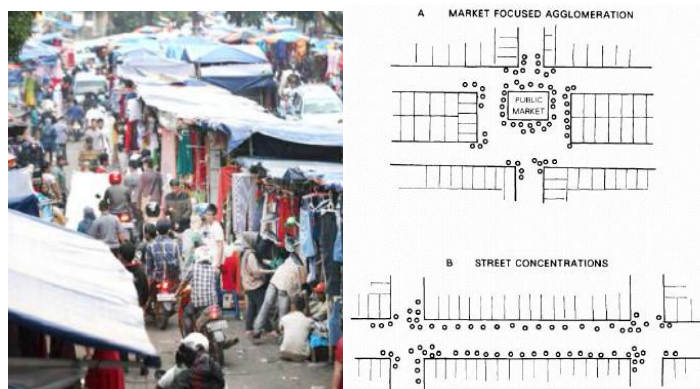 A MARKET FOCUSED AGGLOMERATION
PUBLIC
MARKET
B STREET CONCENTRATIONS